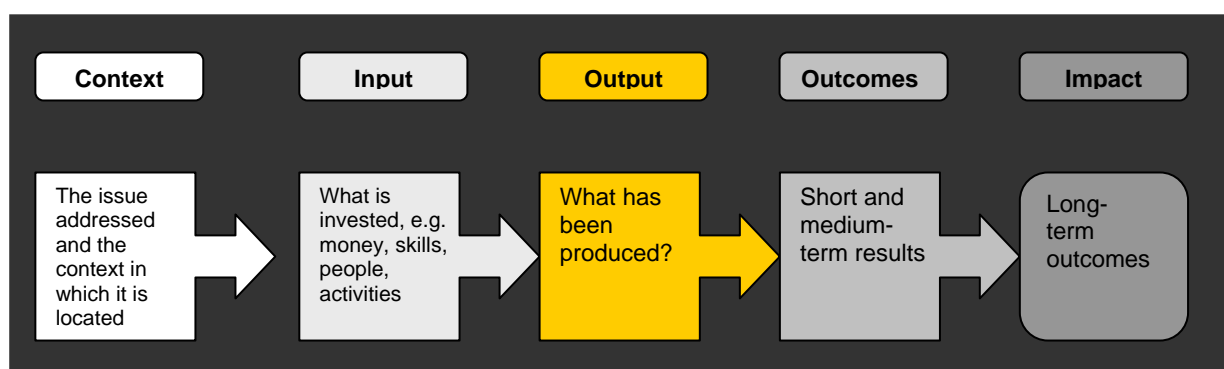 Context
Input
Output
Outcomes
Impact
The issue
addressed
and the
context in
which it is
located
What is
invested, e.g.
money, skills,
people,
activities
What has
been
produced?
Short and
medium-
term results
Long-
term
outcomes